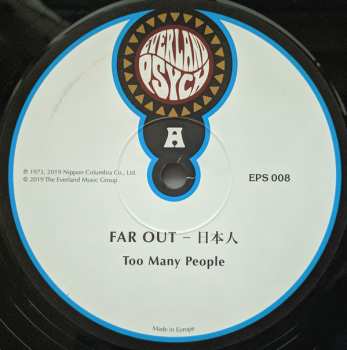 EVERLAND
PSYCH
A
℗ 1973, 2019 Nippon Columbia Co., Ltd.
© 2019 The Everland Music Group.
EPS 008
FAR OUT – 日本人
Too Many People
Made in Europe